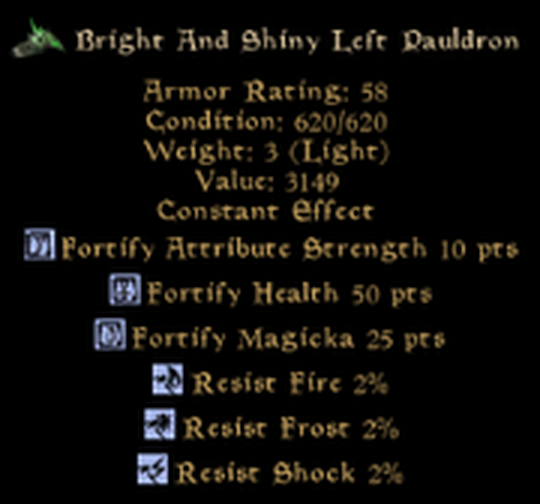 Bright And Shiny Left Pauldron
Armor Rating: 58
Condition: 620/620
Weight: 3 (Light)
Value: 3149
Constant Effect
Fortify Attribute Strength 10 pts
Fortify Health 50 pts
Fortify Magicka 25 pts
Resist Fire 2%
Resist Frost 2%
Resist Shock 2%